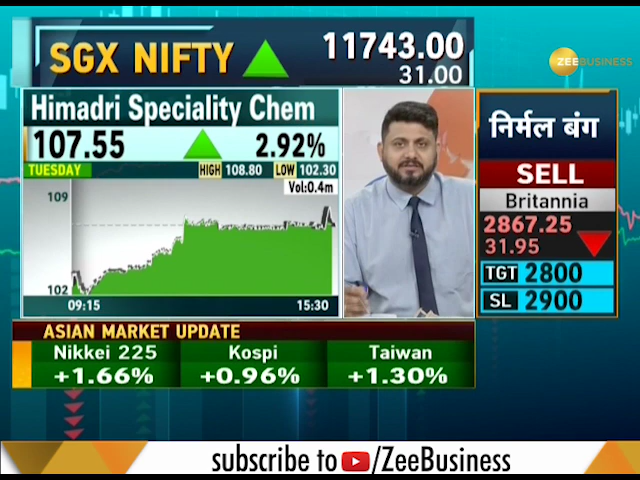 SGX NIFTY
11743.00
31.00
ZEE BUSINESS
Himadri Speciality Chem
107.55 2.92%
TUESDAY HIGH 108.80 LOW 102.30
Vol:0.4m
109
102
09:15 15:30
निर्मल बंग
SELL
Britannia
2867.25
31.95
TGT 2800
SL 2900
ASIAN MARKET UPDATE
Nikkei 225 Kospi Taiwan
+1.66% +0.96% +1.30%
subscribe to /ZeeBusiness